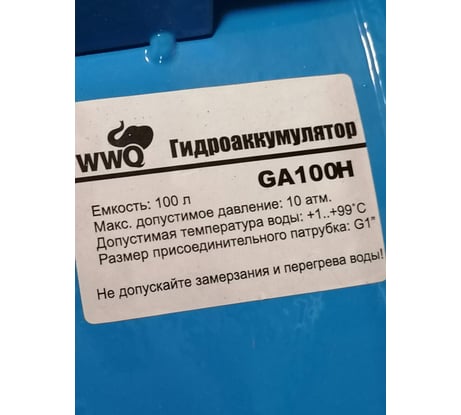 WWQ
Гидроаккумулятор
GA100H
Емкость: 100 л
Макс. допустимое давление: 10 атм.
Допустимая температура воды: +1..+99°C
Размер присоединительного патрубка: G1"
Не допускайте замерзания и перегрева воды!